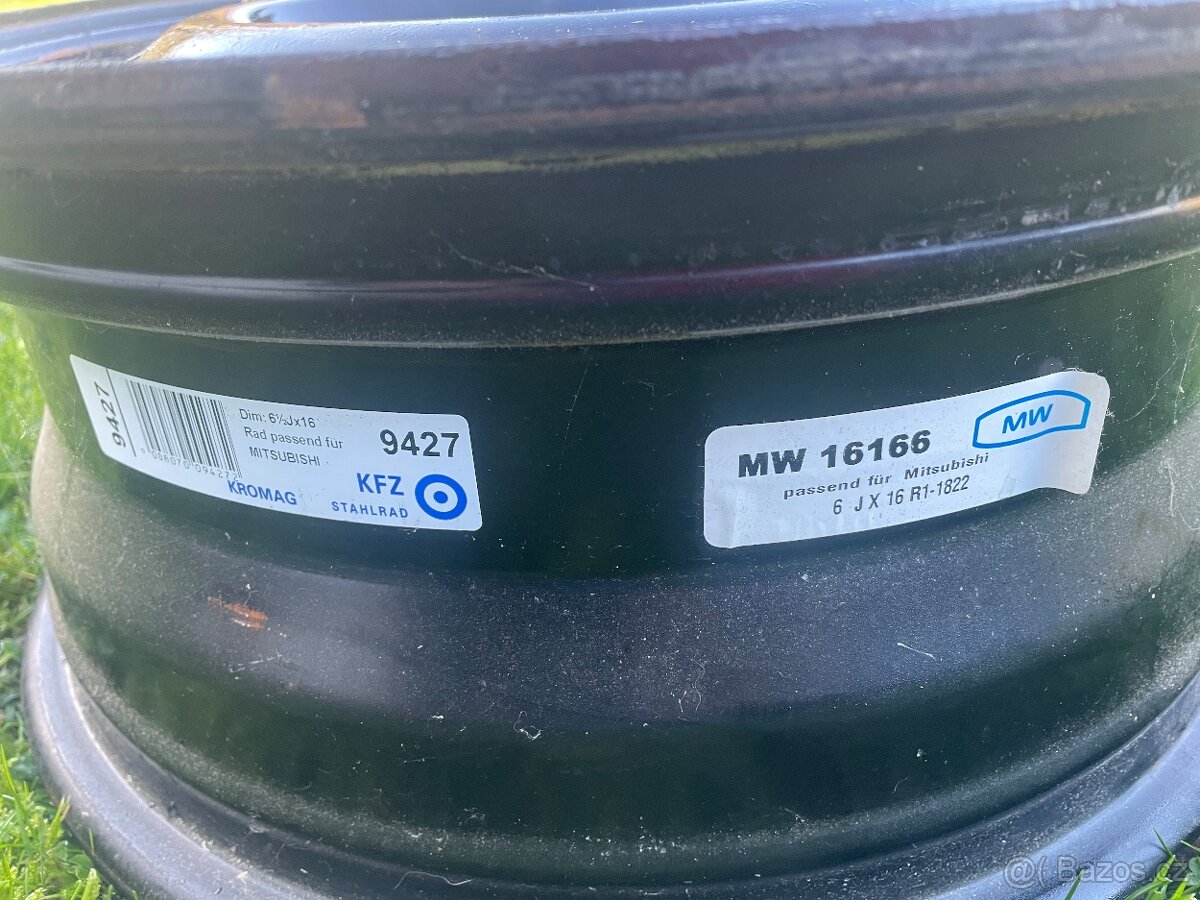 9427
Dim: 6½Jx16
Rad passend für
MITSUBISHI
9427
9008070094272
KROMAG
KFZ
STAHLRAD
MW 16166
MW
passend für Mitsubishi
6 J X 16 R1-1822
@( Bazos.cz